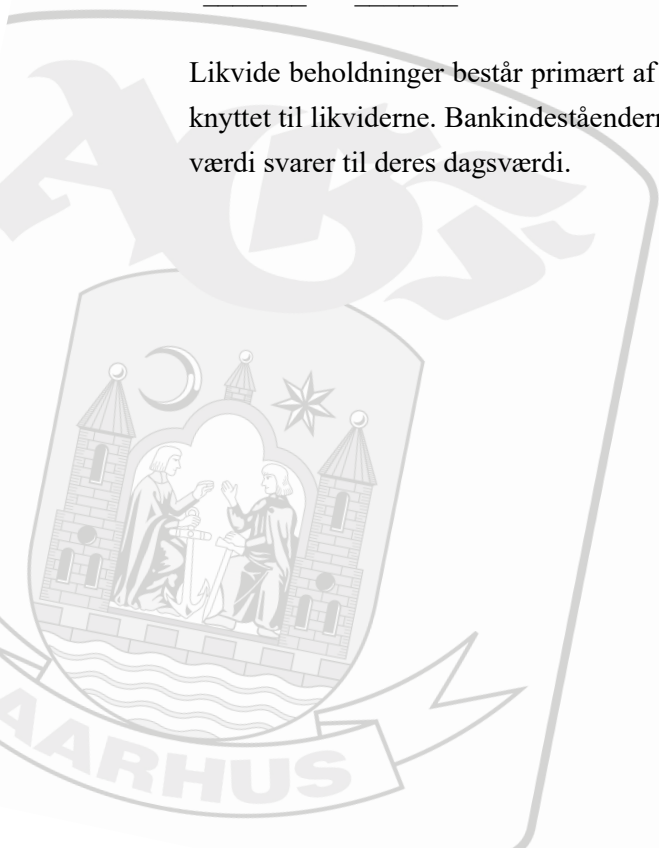 Likvide beholdninger består primært af
knyttet til likviderne. Bankindeståendern
værdi svarer til deres dagsværdi.
AGF
AARHUS